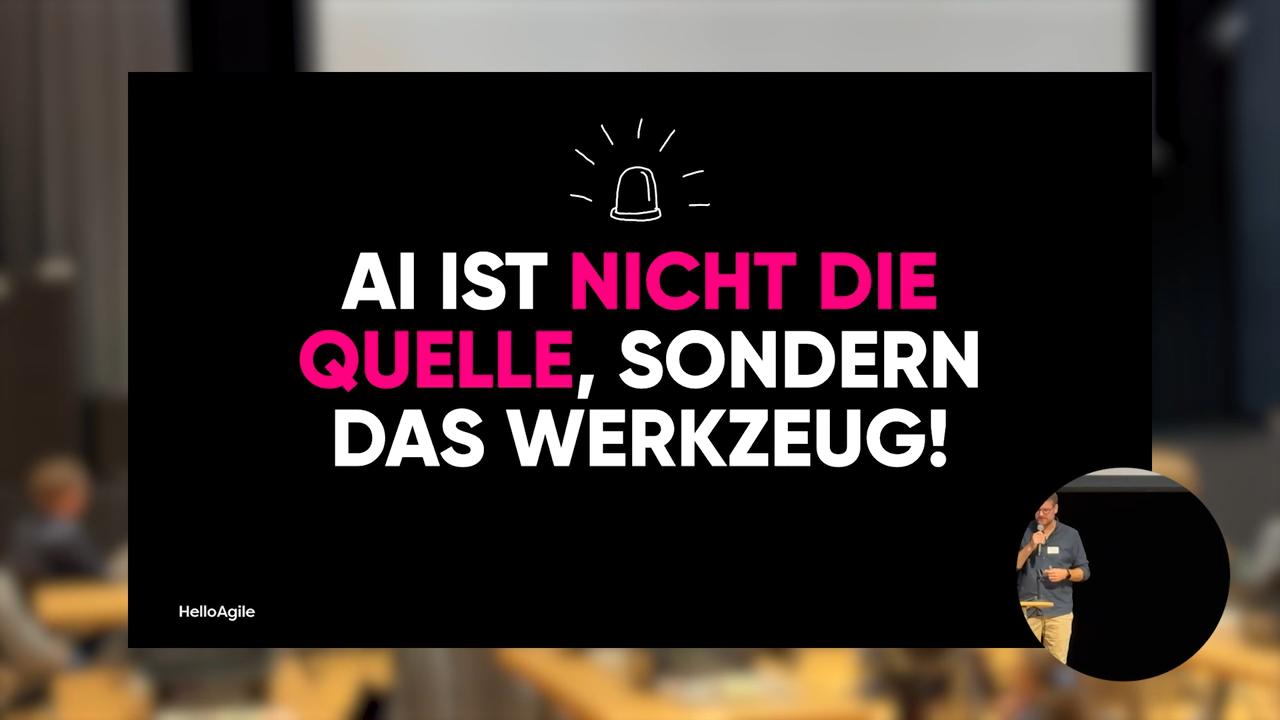 AI IST NICHT DIE
QUELLE, SONDERN
DAS WERKZEUG!
HelloAgile